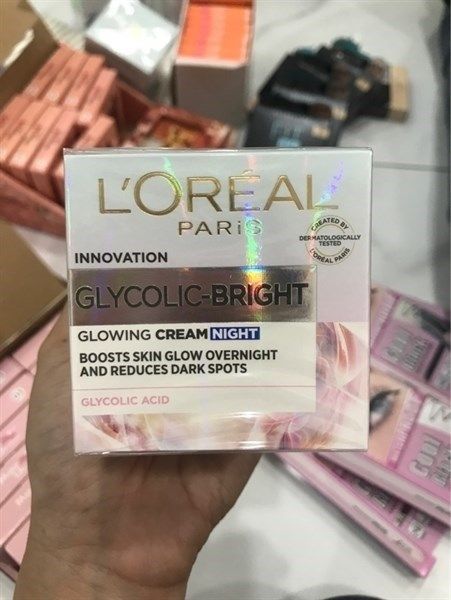 L'ORÉAL
PARIS
CREATED BY
DERMATOLOGICALLY
TESTED
L'ORÉAL PARIS
INNOVATION
GLYCOLIC-BRIGHT
GLOWING CREAM NIGHT
BOOSTS SKIN GLOW OVERNIGHT
AND REDUCES DARK SPOTS
GLYCOLIC ACID